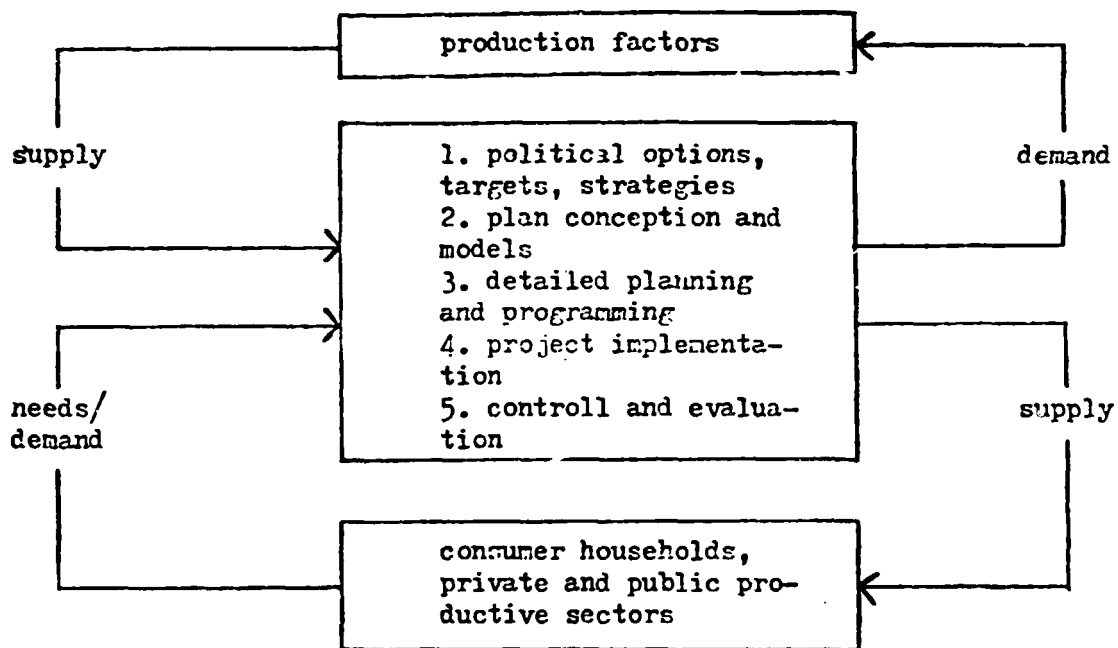 production factors
supply
demand
1. political options,
targets, strategies
2. plan conception and
models
3. detailed planning
and programming
4. project implementa-
tion
5. controll and evalua-
tion
needs/
demand
supply
consumer households,
private and public pro-
ductive sectors